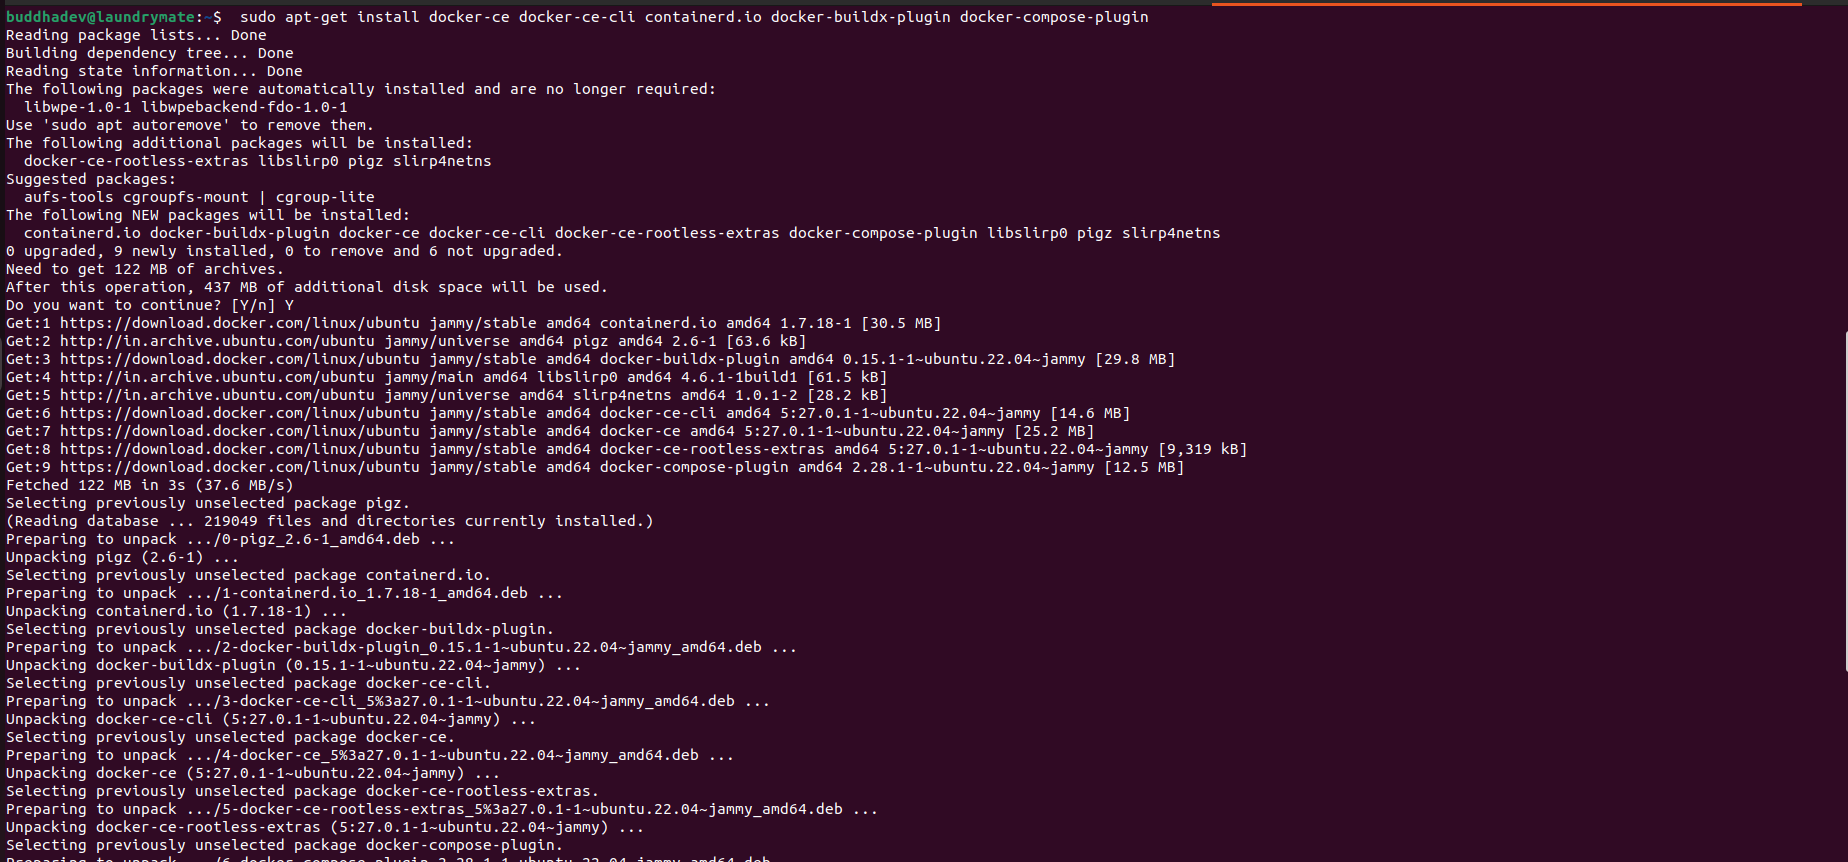 buddhadev@laundrymate:~$  sudo apt-get install docker-ce docker-ce-cli containerd.io docker-buildx-plugin docker-compose-plugin
Reading package lists... Done
Building dependency tree... Done
Reading state information... Done
The following packages were automatically installed and are no longer required:
  libwpe-1.0-1 libwpebackend-fdo-1.0-1
Use 'sudo apt autoremove' to remove them.
The following additional packages will be installed:
  docker-ce-rootless-extras libslirp0 pigz slirp4netns
Suggested packages:
  aufs-tools cgroupfs-mount | cgroup-lite
The following NEW packages will be installed:
  containerd.io docker-buildx-plugin docker-ce docker-ce-cli docker-ce-rootless-extras docker-compose-plugin libslirp0 pigz slirp4netns
0 upgraded, 9 newly installed, 0 to remove and 6 not upgraded.
Need to get 122 MB of archives.
After this operation, 437 MB of additional disk space will be used.
Do you want to continue? [Y/n] Y
Get:1 https://download.docker.com/linux/ubuntu jammy/stable amd64 containerd.io amd64 1.7.18-1 [30.5 MB]
Get:2 http://in.archive.ubuntu.com/ubuntu jammy/universe amd64 pigz amd64 2.6-1 [63.6 kB]
Get:3 https://download.docker.com/linux/ubuntu jammy/stable amd64 docker-buildx-plugin amd64 0.15.1-1~ubuntu.22.04~jammy [29.8 MB]
Get:4 http://in.archive.ubuntu.com/ubuntu jammy/main amd64 libslirp0 amd64 4.6.1-1build1 [61.5 kB]
Get:5 http://in.archive.ubuntu.com/ubuntu jammy/universe amd64 slirp4netns amd64 1.0.1-2 [28.2 kB]
Get:6 https://download.docker.com/linux/ubuntu jammy/stable amd64 docker-ce-cli amd64 5:27.0.1-1~ubuntu.22.04~jammy [14.6 MB]
Get:7 https://download.docker.com/linux/ubuntu jammy/stable amd64 docker-ce amd64 5:27.0.1-1~ubuntu.22.04~jammy [25.2 MB]
Get:8 https://download.docker.com/linux/ubuntu jammy/stable amd64 docker-ce-rootless-extras amd64 5:27.0.1-1~ubuntu.22.04~jammy [9,319 kB]
Get:9 https://download.docker.com/linux/ubuntu jammy/stable amd64 docker-compose-plugin amd64 2.28.1-1~ubuntu.22.04~jammy [12.5 MB]
Fetched 122 MB in 3s (37.6 MB/s)
Selecting previously unselected package pigz.
(Reading database ... 219049 files and directories currently installed.)
Preparing to unpack .../0-pigz_2.6-1_amd64.deb ...
Unpacking pigz (2.6-1) ...
Selecting previously unselected package containerd.io.
Preparing to unpack .../1-containerd.io_1.7.18-1_amd64.deb ...
Unpacking containerd.io (1.7.18-1) ...
Selecting previously unselected package docker-buildx-plugin.
Preparing to unpack .../2-docker-buildx-plugin_0.15.1-1~ubuntu.22.04~jammy_amd64.deb ...
Unpacking docker-buildx-plugin (0.15.1-1~ubuntu.22.04~jammy) ...
Selecting previously unselected package docker-ce-cli.
Preparing to unpack .../3-docker-ce-cli_5%3a27.0.1-1~ubuntu.22.04~jammy_amd64.deb ...
Unpacking docker-ce-cli (5:27.0.1-1~ubuntu.22.04~jammy) ...
Selecting previously unselected package docker-ce.
Preparing to unpack .../4-docker-ce_5%3a27.0.1-1~ubuntu.22.04~jammy_amd64.deb ...
Unpacking docker-ce (5:27.0.1-1~ubuntu.22.04~jammy) ...
Selecting previously unselected package docker-ce-rootless-extras.
Preparing to unpack .../5-docker-ce-rootless-extras_5%3a27.0.1-1~ubuntu.22.04~jammy_amd64.deb ...
Unpacking docker-ce-rootless-extras (5:27.0.1-1~ubuntu.22.04~jammy) ...
Selecting previously unselected package docker-compose-plugin.